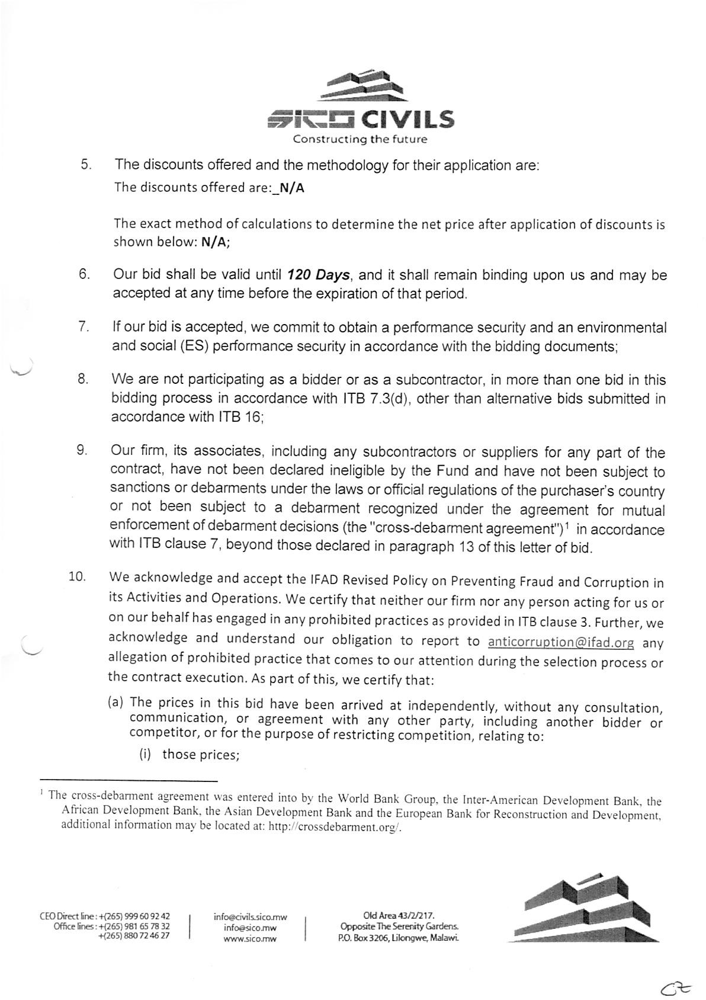 SICO CIVILS
Constructing the future
5. The discounts offered and the methodology for their application are:
The discounts offered are:_N/A
The exact method of calculations to determine the net price after application of discounts is
shown below: N/A;
6. Our bid shall be valid until 120 Days, and it shall remain binding upon us and may be
accepted at any time before the expiration of that period.
7. If our bid is accepted, we commit to obtain a performance security and an environmental
and social (ES) performance security in accordance with the bidding documents;
8. We are not participating as a bidder or as a subcontractor, in more than one bid in this
bidding process in accordance with ITB 7.3(d), other than alternative bids submitted in
accordance with ITB 16;
9. Our firm, its associates, including any subcontractors or suppliers for any part of the
contract, have not been declared ineligible by the Fund and have not been subject to
sanctions or debarments under the laws or official regulations of the purchaser's country
or not been subject to a debarment recognized under the agreement for mutual
enforcement of debarment decisions (the "cross-debarment agreement")¹ in accordance
with ITB clause 7, beyond those declared in paragraph 13 of this letter of bid.
10. We acknowledge and accept the IFAD Revised Policy on Preventing Fraud and Corruption in
its Activities and Operations. We certify that neither our firm nor any person acting for us or
on our behalf has engaged in any prohibited practices as provided in ITB clause 3. Further, we
acknowledge and understand our obligation to report to anticorruption@ifad.org any
allegation of prohibited practice that comes to our attention during the selection process or
the contract execution. As part of this, we certify that:
(a) The prices in this bid have been arrived at independently, without any consultation,
communication, or agreement with any other party, including another bidder or
competitor, or for the purpose of restricting competition, relating to:
(i) those prices;
¹ The cross-debarment agreement was entered into by the World Bank Group, the Inter-American Development Bank, the
African Development Bank, the Asian Development Bank and the European Bank for Reconstruction and Development,
additional information may be located at: http://crossdebarment.org/.
CEO Direct line : +(265) 999 60 92 42
Office lines : +(265) 981 65 78 32
+(265) 880 72 46 27
info@civils.sico.mw
info@sico.mw
www.sico.mw
Old Area 43/2/217.
Opposite The Serenity Gardens.
P.O. Box 3206, Lilongwe, Malawi.